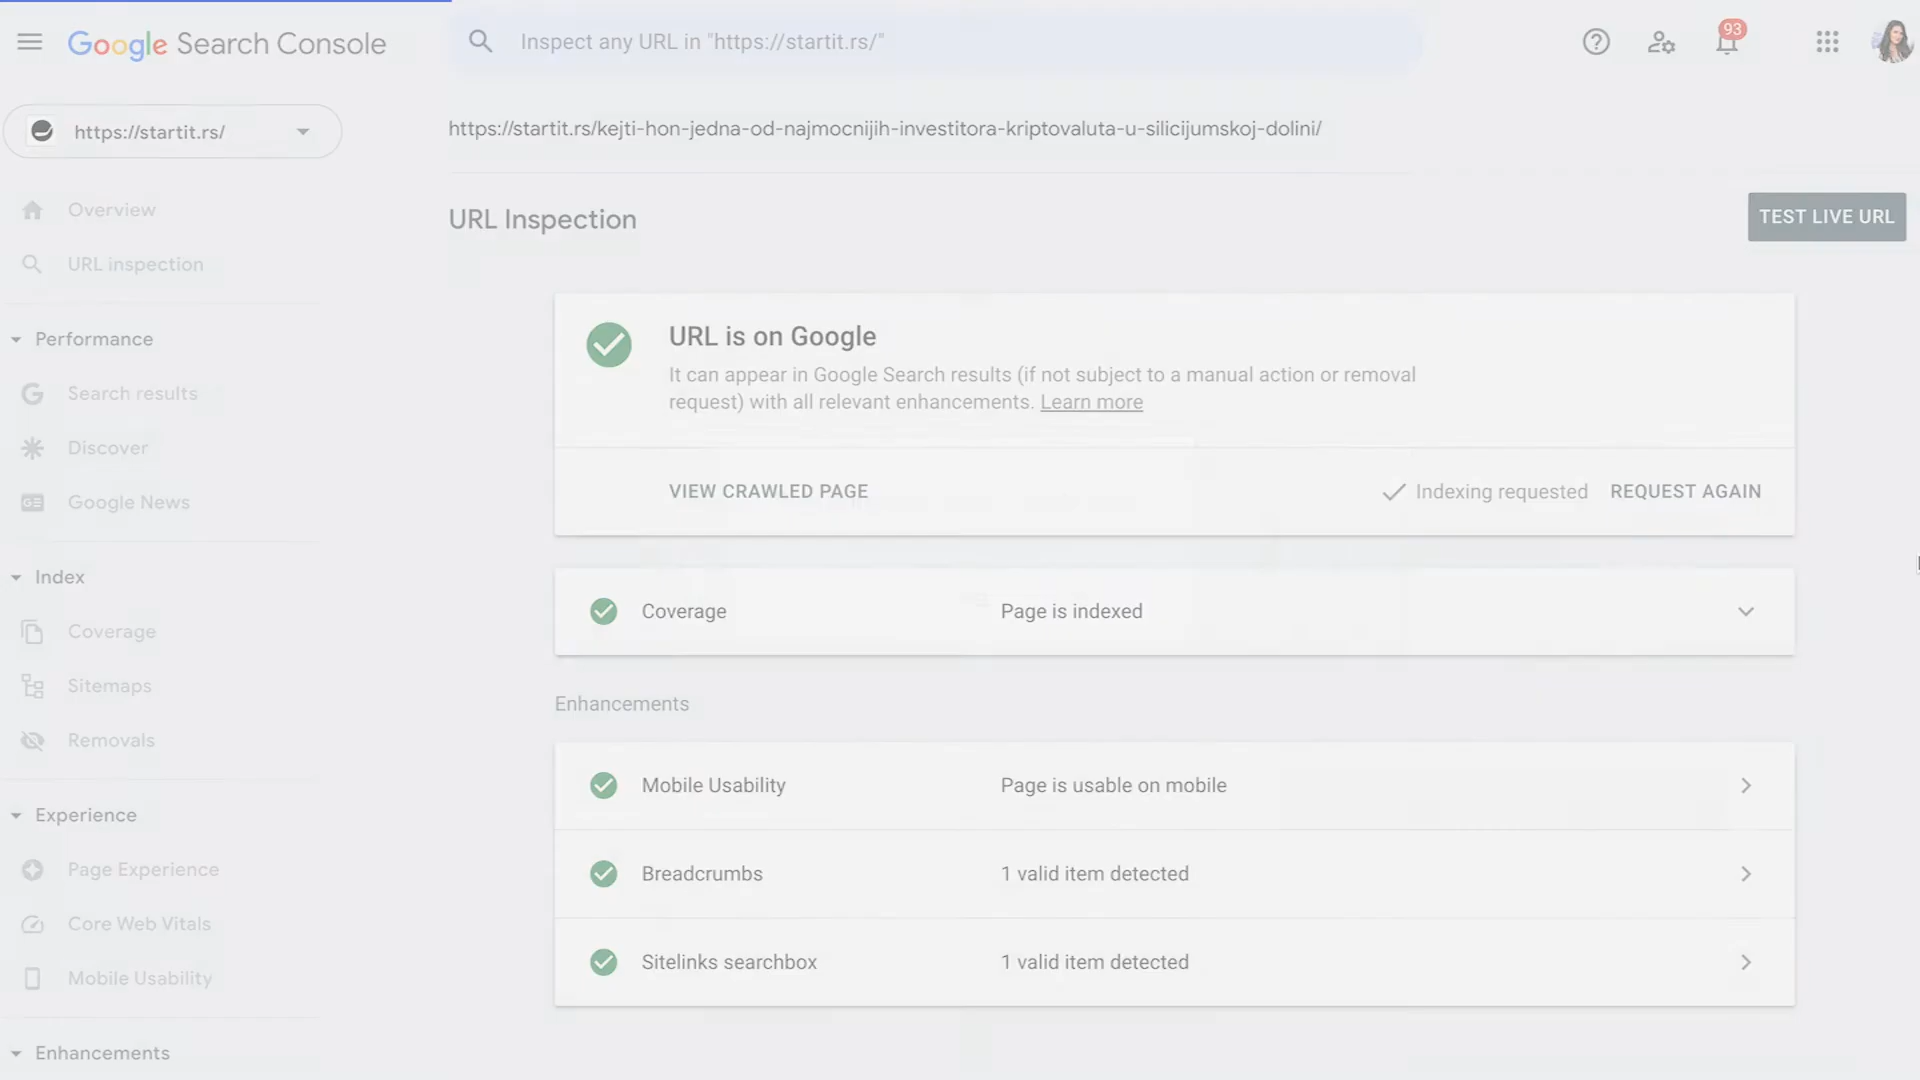 Google Search Console
Inspect any URL in "https://startit.rs/"
93
https://startit.rs/
https://startit.rs/kejti-hon-jedna-od-najmocnijih-investitora-kriptovaluta-u-silicijumskoj-dolini/
Overview
URL inspection
Performance
Search results
Discover
Google News
Index
Coverage
Sitemaps
Removals
Experience
Page Experience
Core Web Vitals
Mobile Usability
Enhancements
URL Inspection
TEST LIVE URL
URL is on Google
It can appear in Google Search results (if not subject to a manual action or removal
request) with all relevant enhancements. Learn more
VIEW CRAWLED PAGE
Indexing requested
REQUEST AGAIN
Coverage
Page is indexed
Enhancements
Mobile Usability
Page is usable on mobile
Breadcrumbs
1 valid item detected
Sitelinks searchbox
1 valid item detected